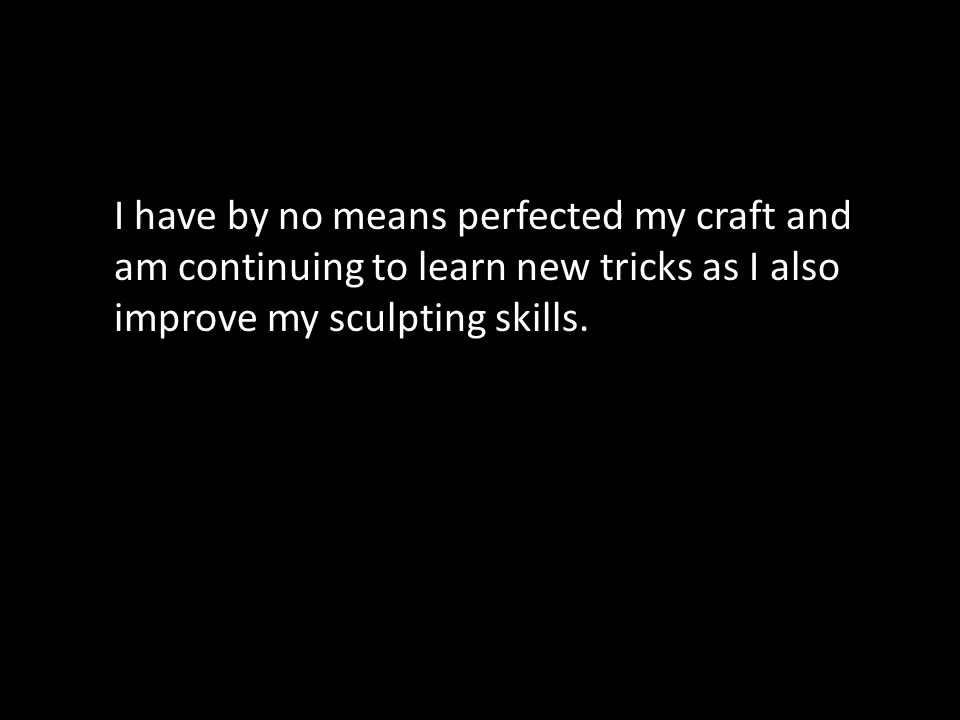 I have by no means perfected my craft and
am continuing to learn new tricks as I also
improve my sculpting skills.